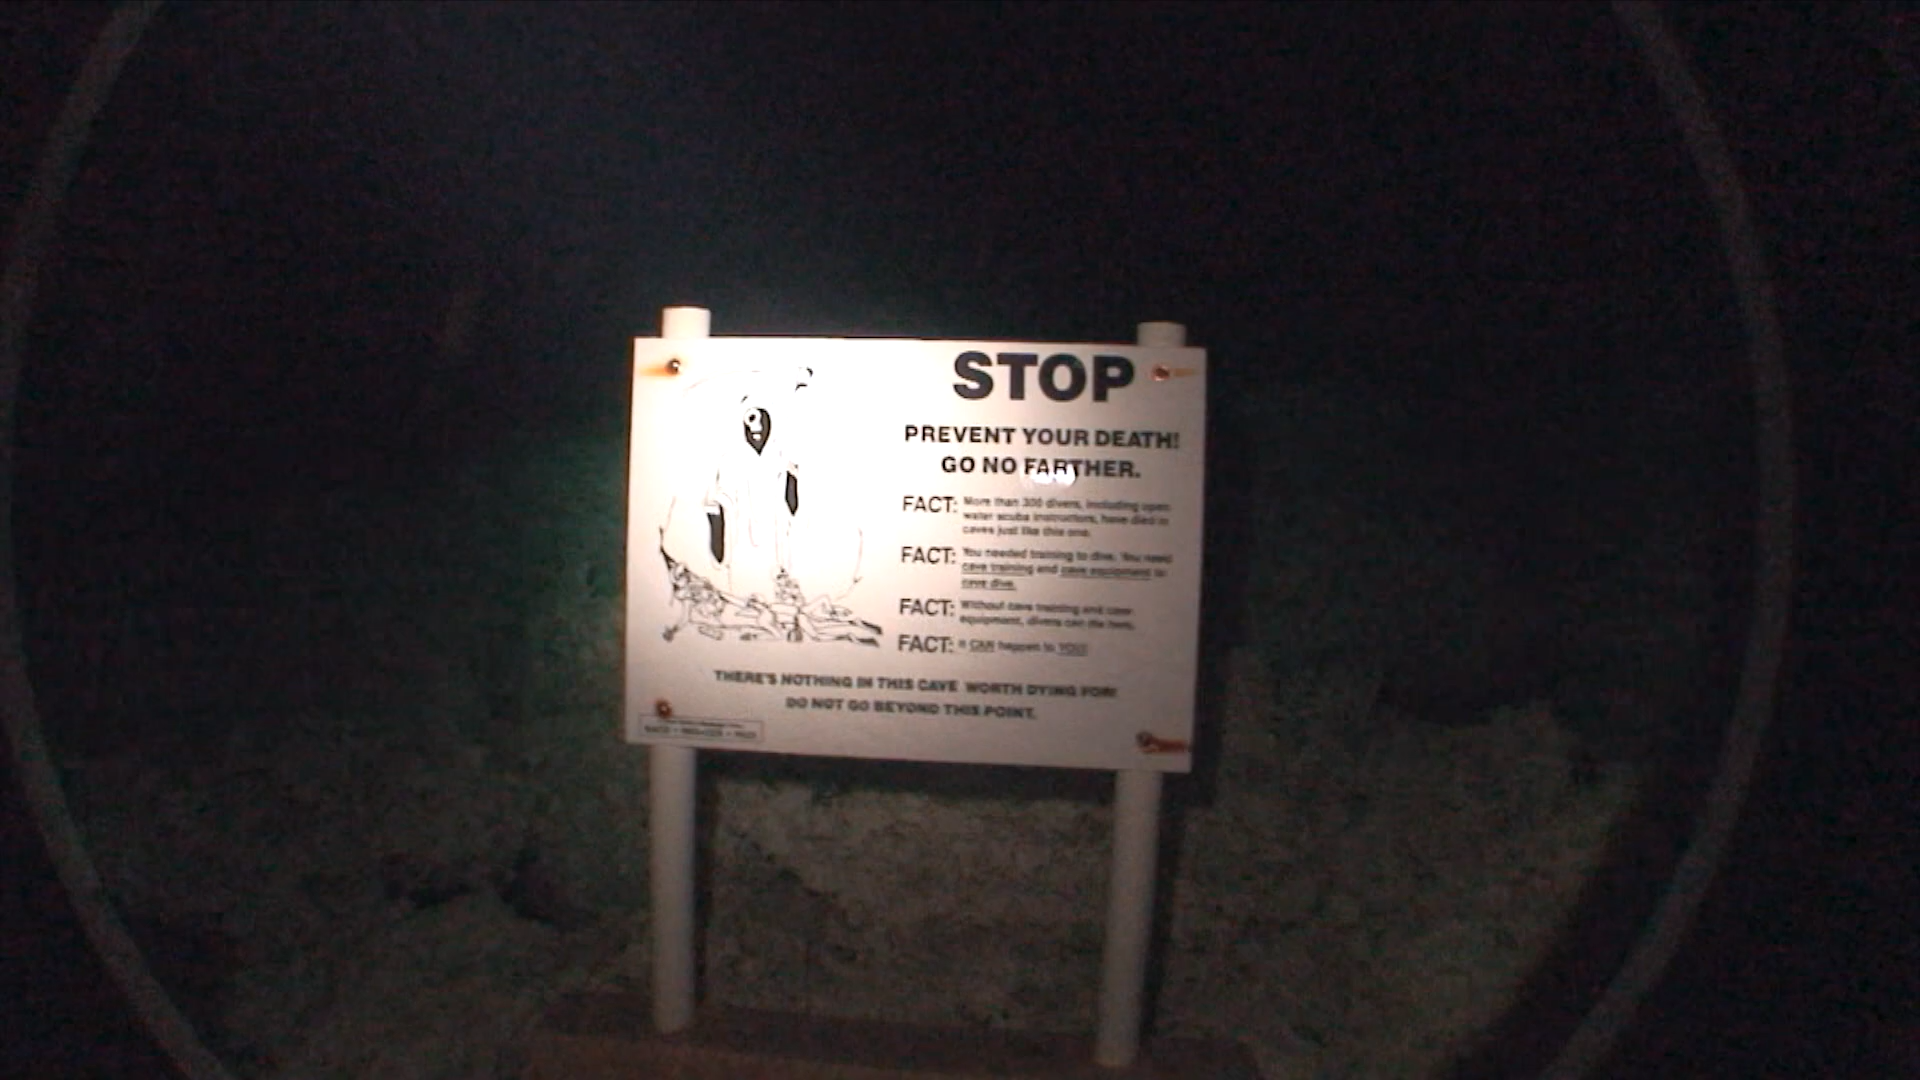 STOP
PREVENT YOUR DEATH!
GO NO FARTHER.
FACT: More than 300 divers, including open
water scuba instructors, have died in
caves just like this one.
FACT: You needed training to dive. You need
cave training and cave equipment to
cave dive.
FACT: Without cave training and cave
equipment, divers can die here.
FACT: It CAN happen to YOU!
THERE'S NOTHING IN THIS CAVE WORTH DYING FOR!
DO NOT GO BEYOND THIS POINT.